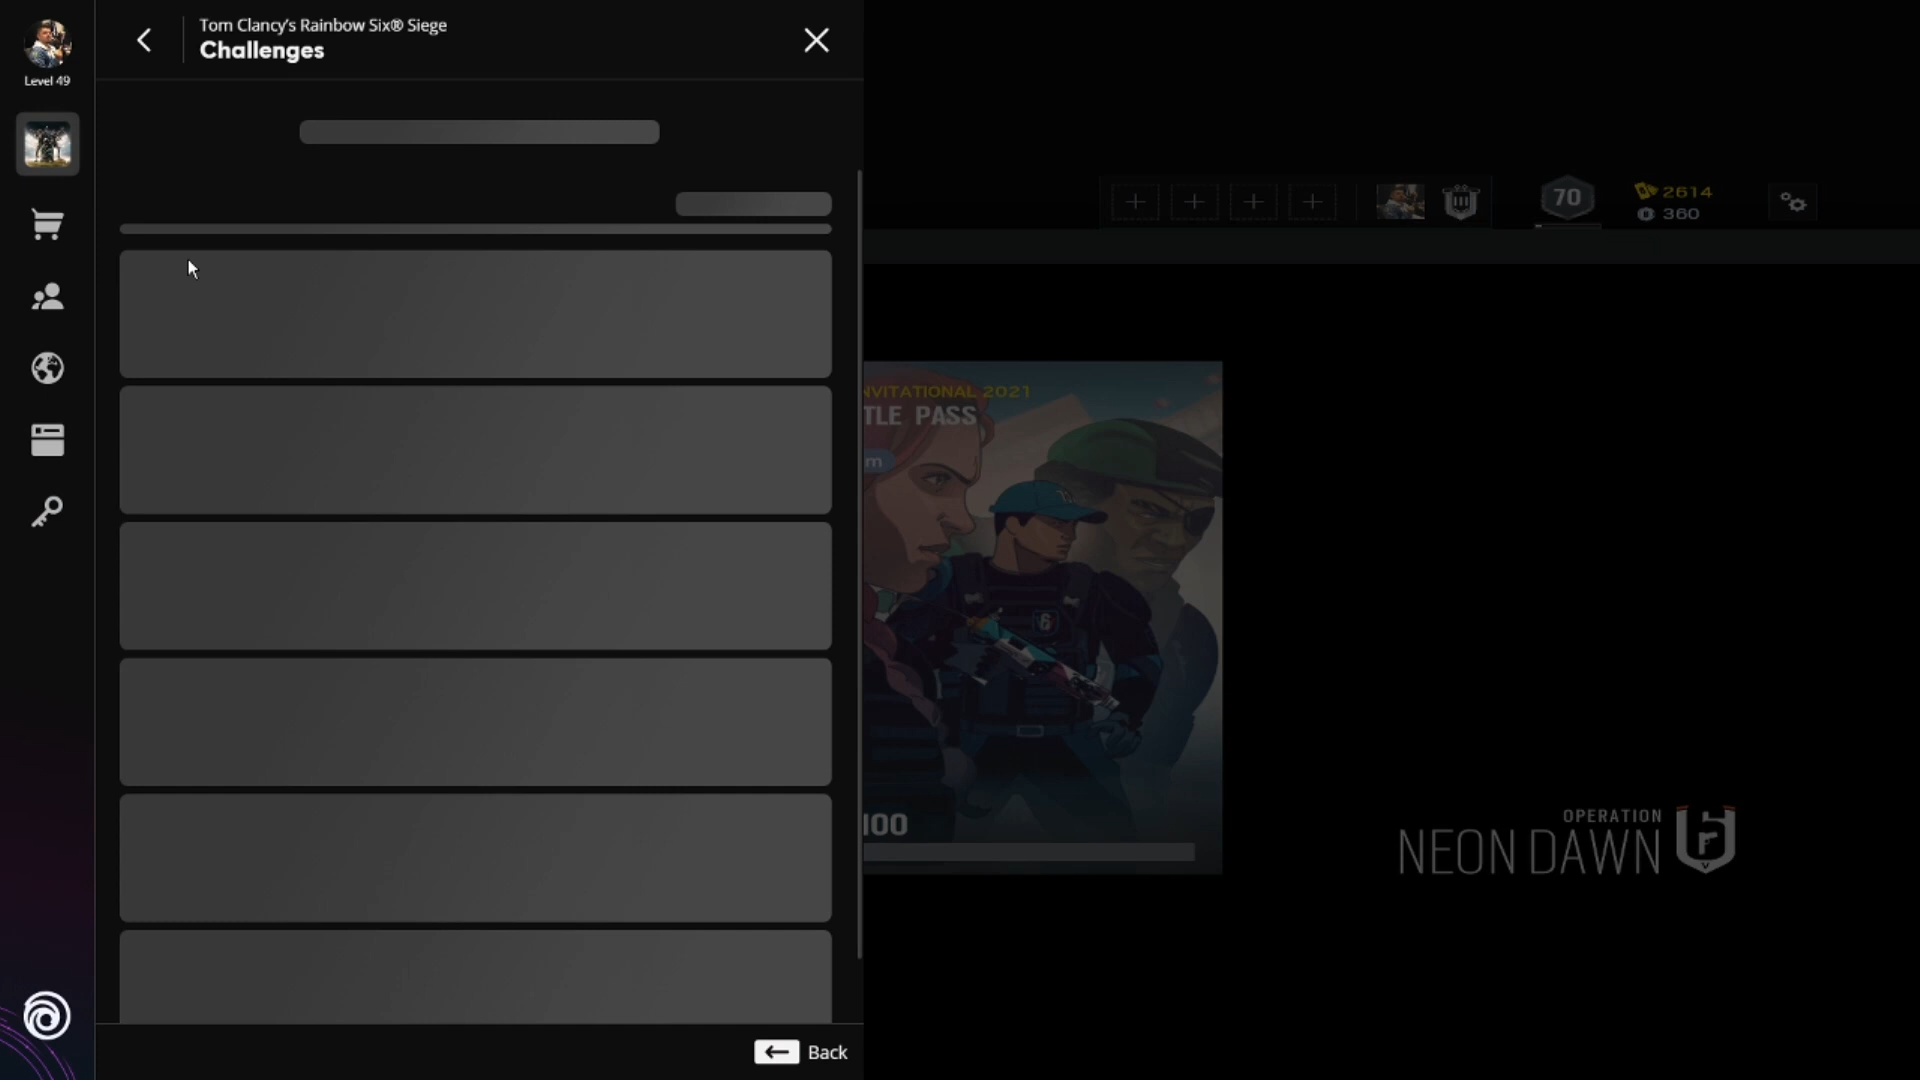 Tom Clancy's Rainbow Six® Siege
Challenges
Level 49
70
2614
360
NVITATIONAL 2021
TLE PASS
m
100
OPERATION
NEON DAWN
Back